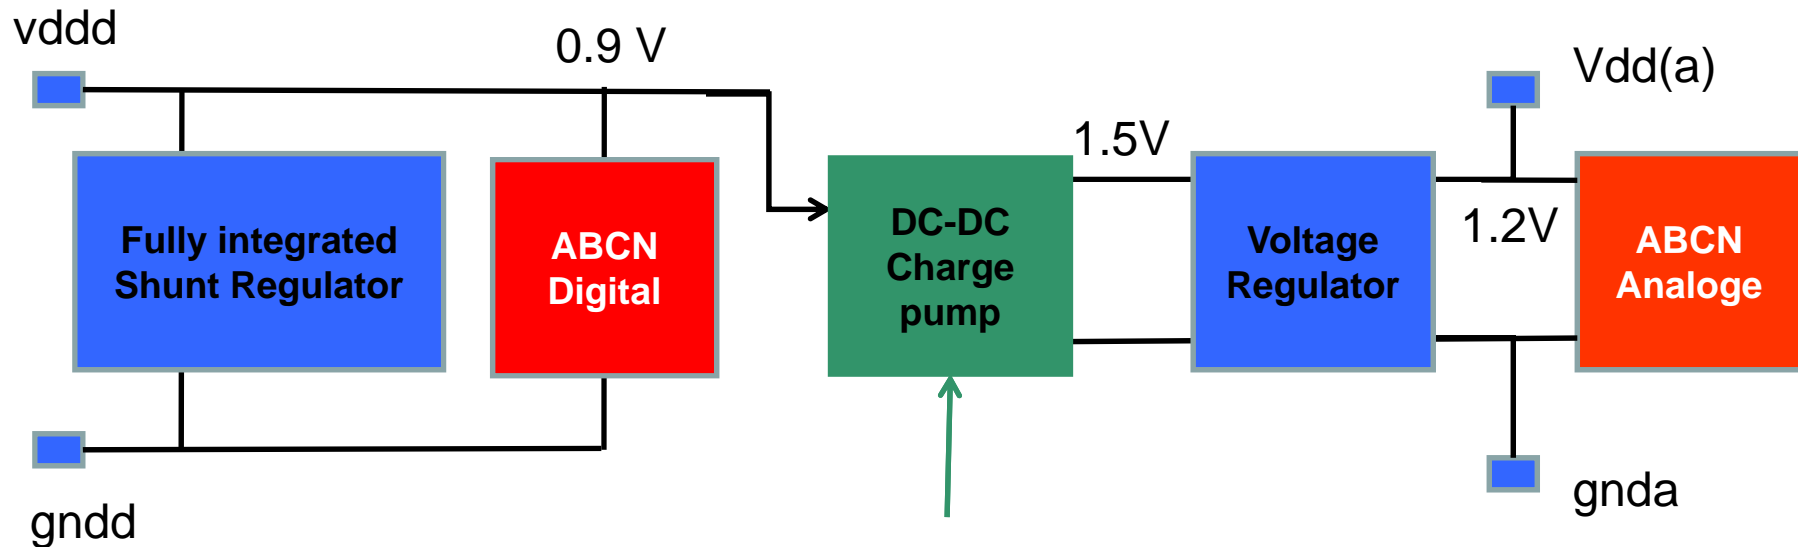 vddd
0.9 V
Vdd(a)
1.5V
Fully integrated
Shunt Regulator
ABCN
Digital
DC-DC
Charge
pump
Voltage
Regulator
1.2V
ABCN
Analoge
gndd
gnda